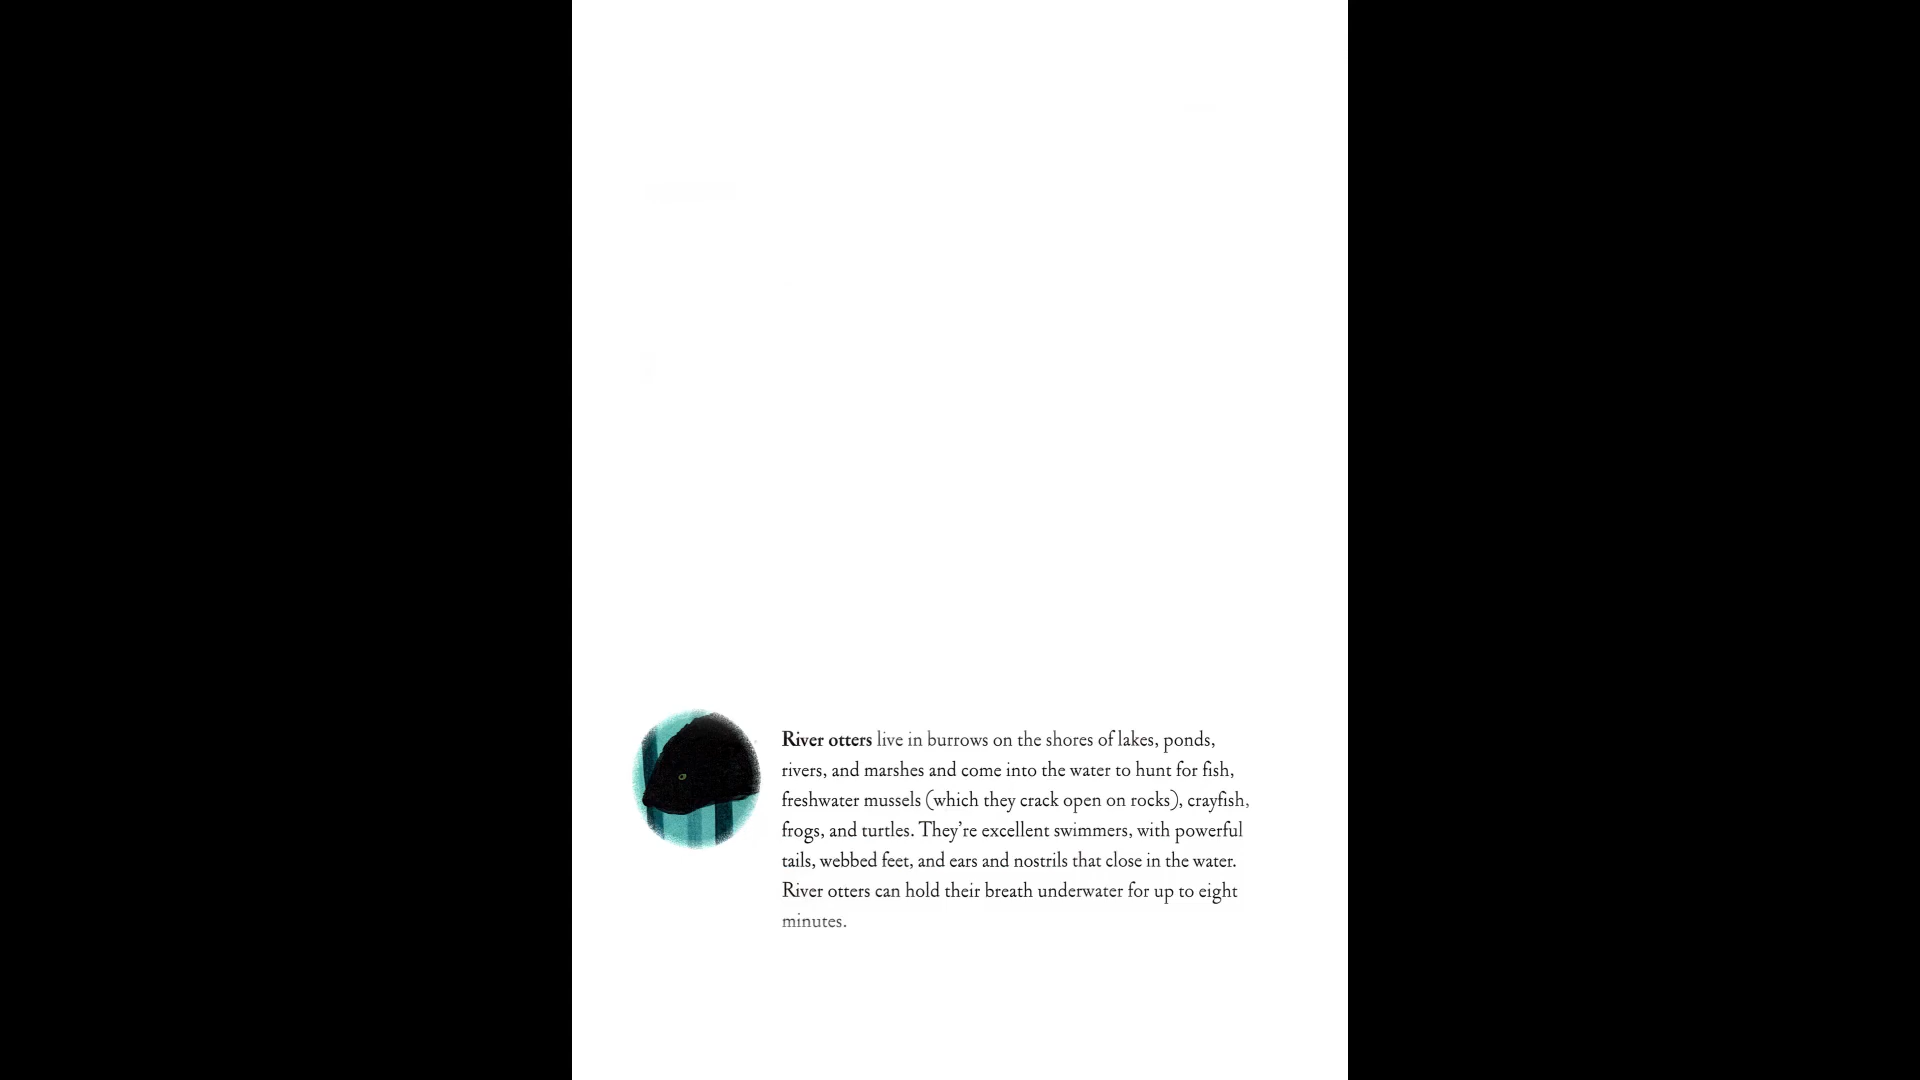 River otters live in burrows on the shores of lakes, ponds,
rivers, and marshes and come into the water to hunt for fish,
freshwater mussels (which they crack open on rocks), crayfish,
frogs, and turtles. They’re excellent swimmers, with powerful
tails, webbed feet, and ears and nostrils that close in the water.
River otters can hold their breath underwater for up to eight
minutes.